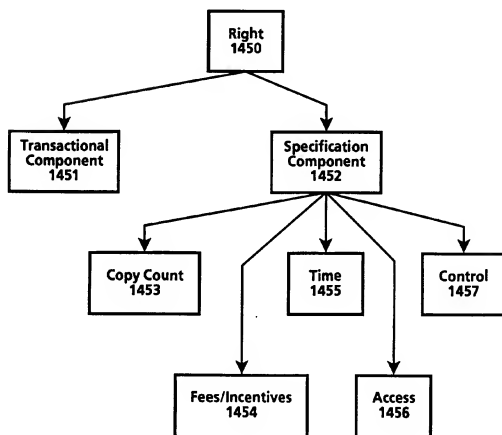 Right
1450
Transactional
Component
1451
Specification
Component
1452
Copy Count
1453
Time
1455
Control
1457
Fees/Incentives
1454
Access
1456